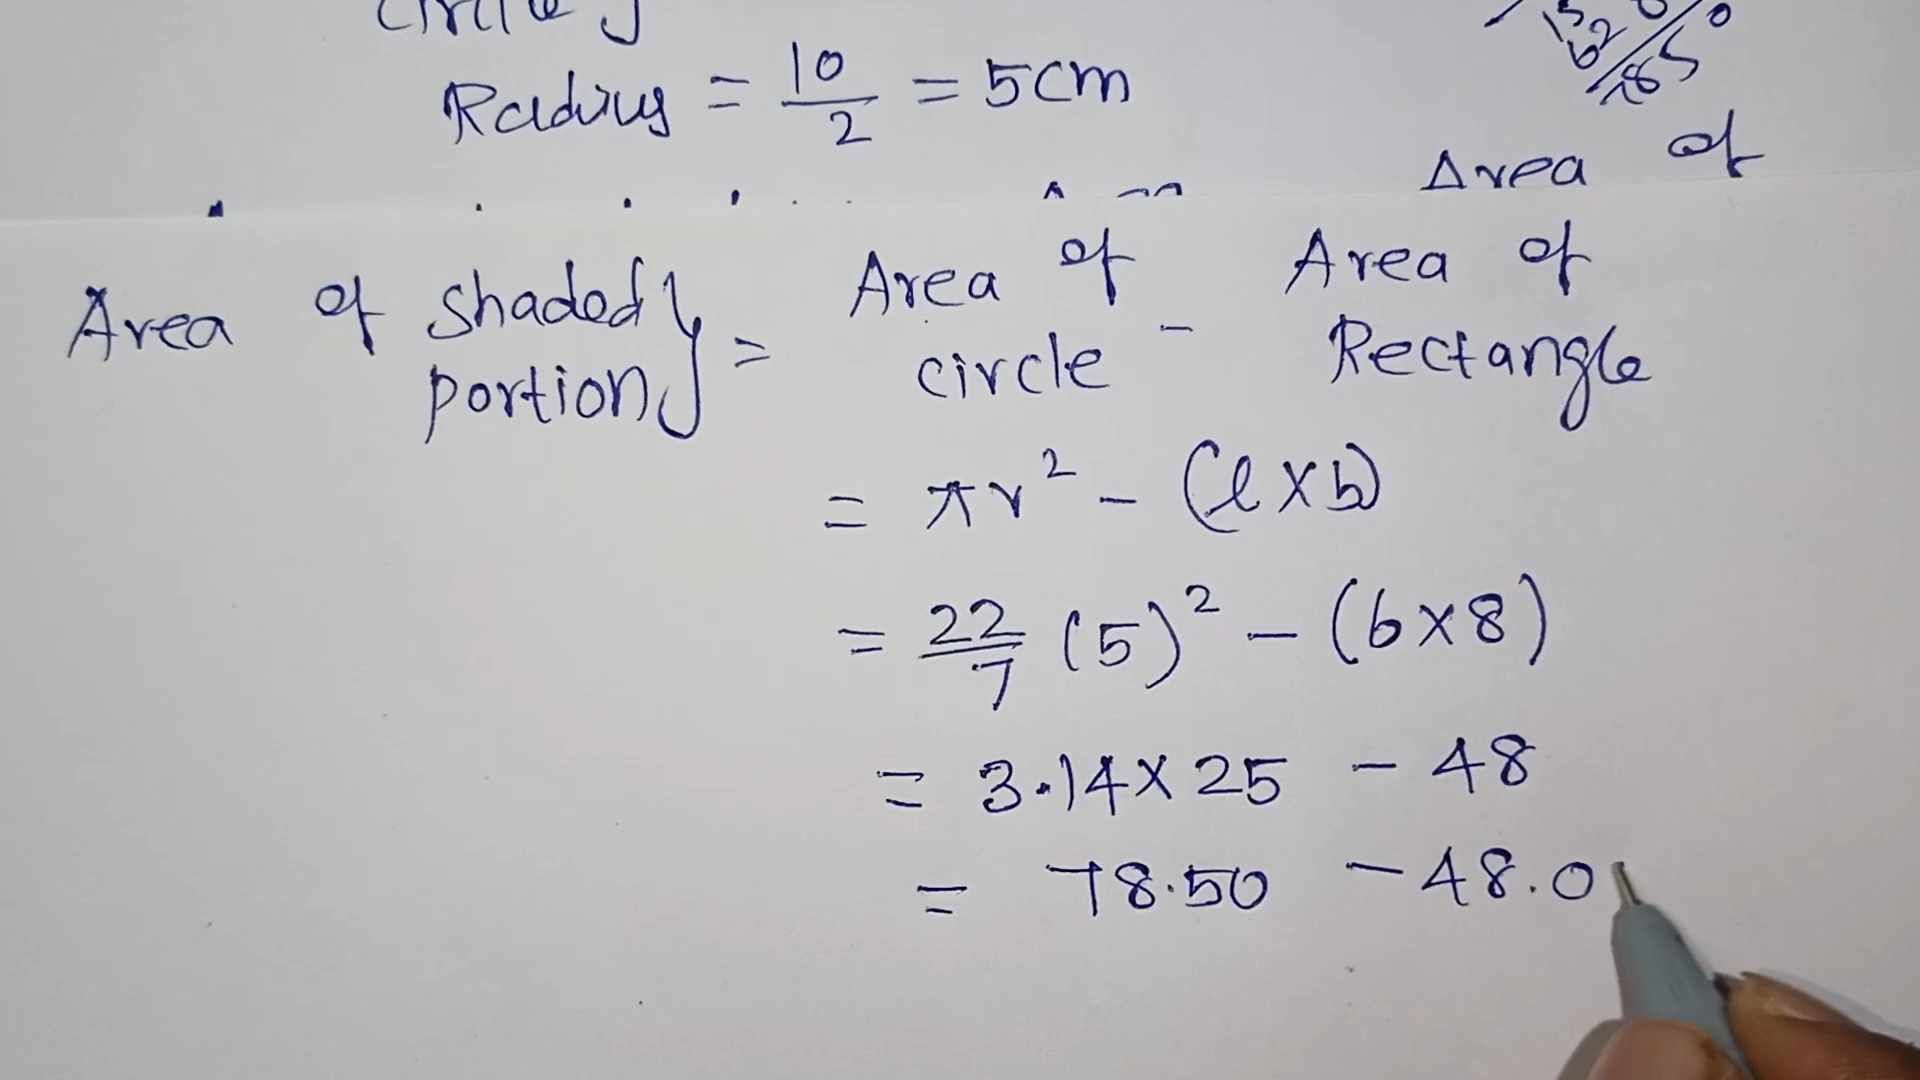 Radius = 10/2 = 5cm
Area of
Area of shaded portion} = Area of circle - Area of Rectangle
= πr² - (l×b)
= 22/7 (5)² - (6×8)
= 3.14×25 - 48
= 78.50 - 48.0